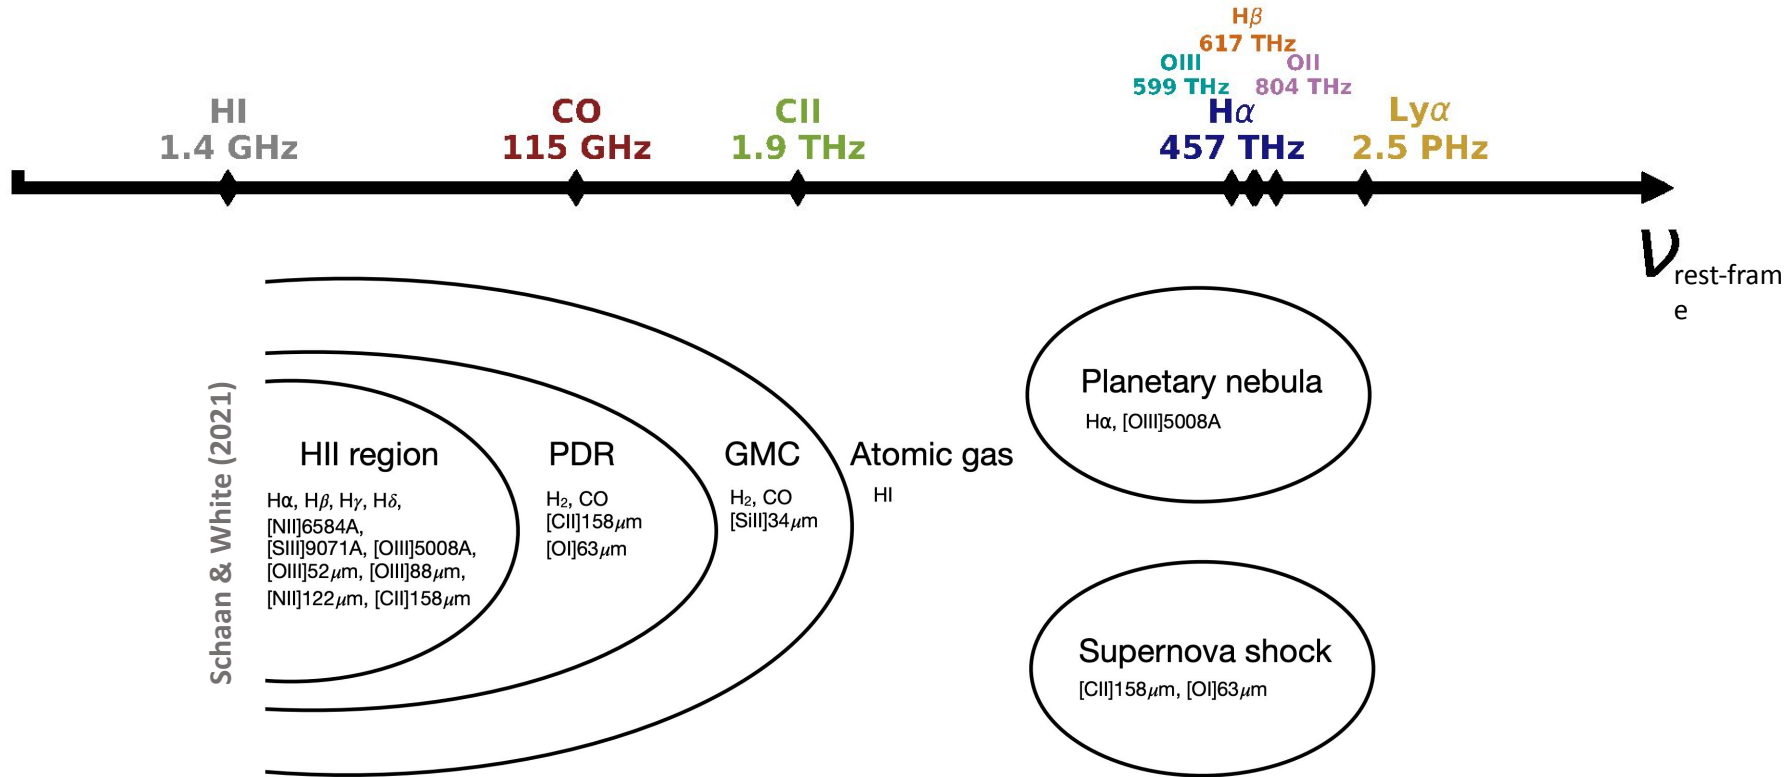 Hβ
617 THz
OIII
599 THz
OII
804 THz
HI
1.4 GHz
CO
115 GHz
CII
1.9 THz
Hα
457 THz
Lyα
2.5 PHz
ν
rest-fram
e
Schaan & White (2021)
HII region
Hα, Hβ, Hγ, Hδ,
[NII]6584A,
[SIII]9071A, [OIII]5008A,
[OIII]52μm, [OIII]88μm,
[NII]122μm, [CII]158μm
PDR
H₂, CO
[CII]158μm
[OI]63μm
GMC
H₂, CO
[SiII]34μm
Atomic gas
HI
Planetary nebula
Hα, [OIII]5008A
Supernova shock
[CII]158μm, [OI]63μm